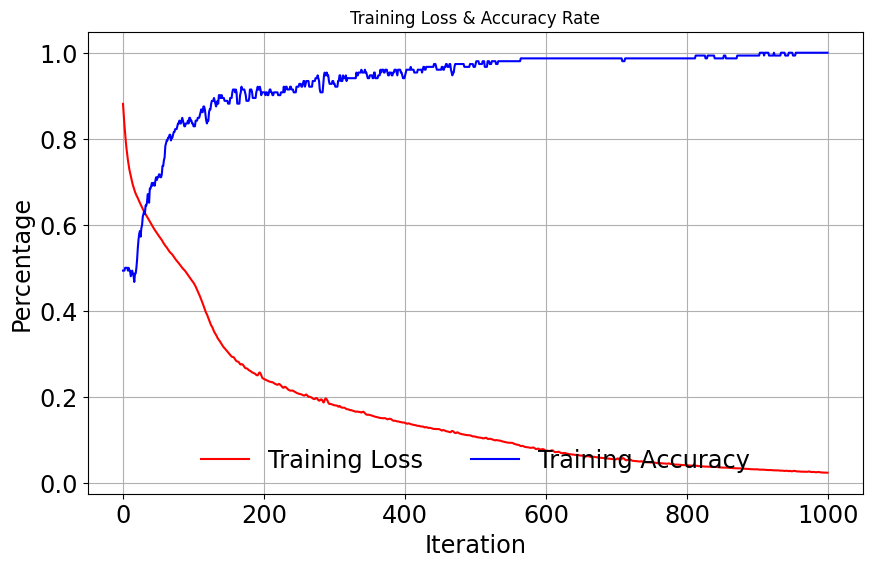 Training Loss & Accuracy Rate
Percentage
1.0
0.8
0.6
0.4
0.2
0.0
Training Loss
Training Accuracy
0 200 400 600 800 1000
Iteration